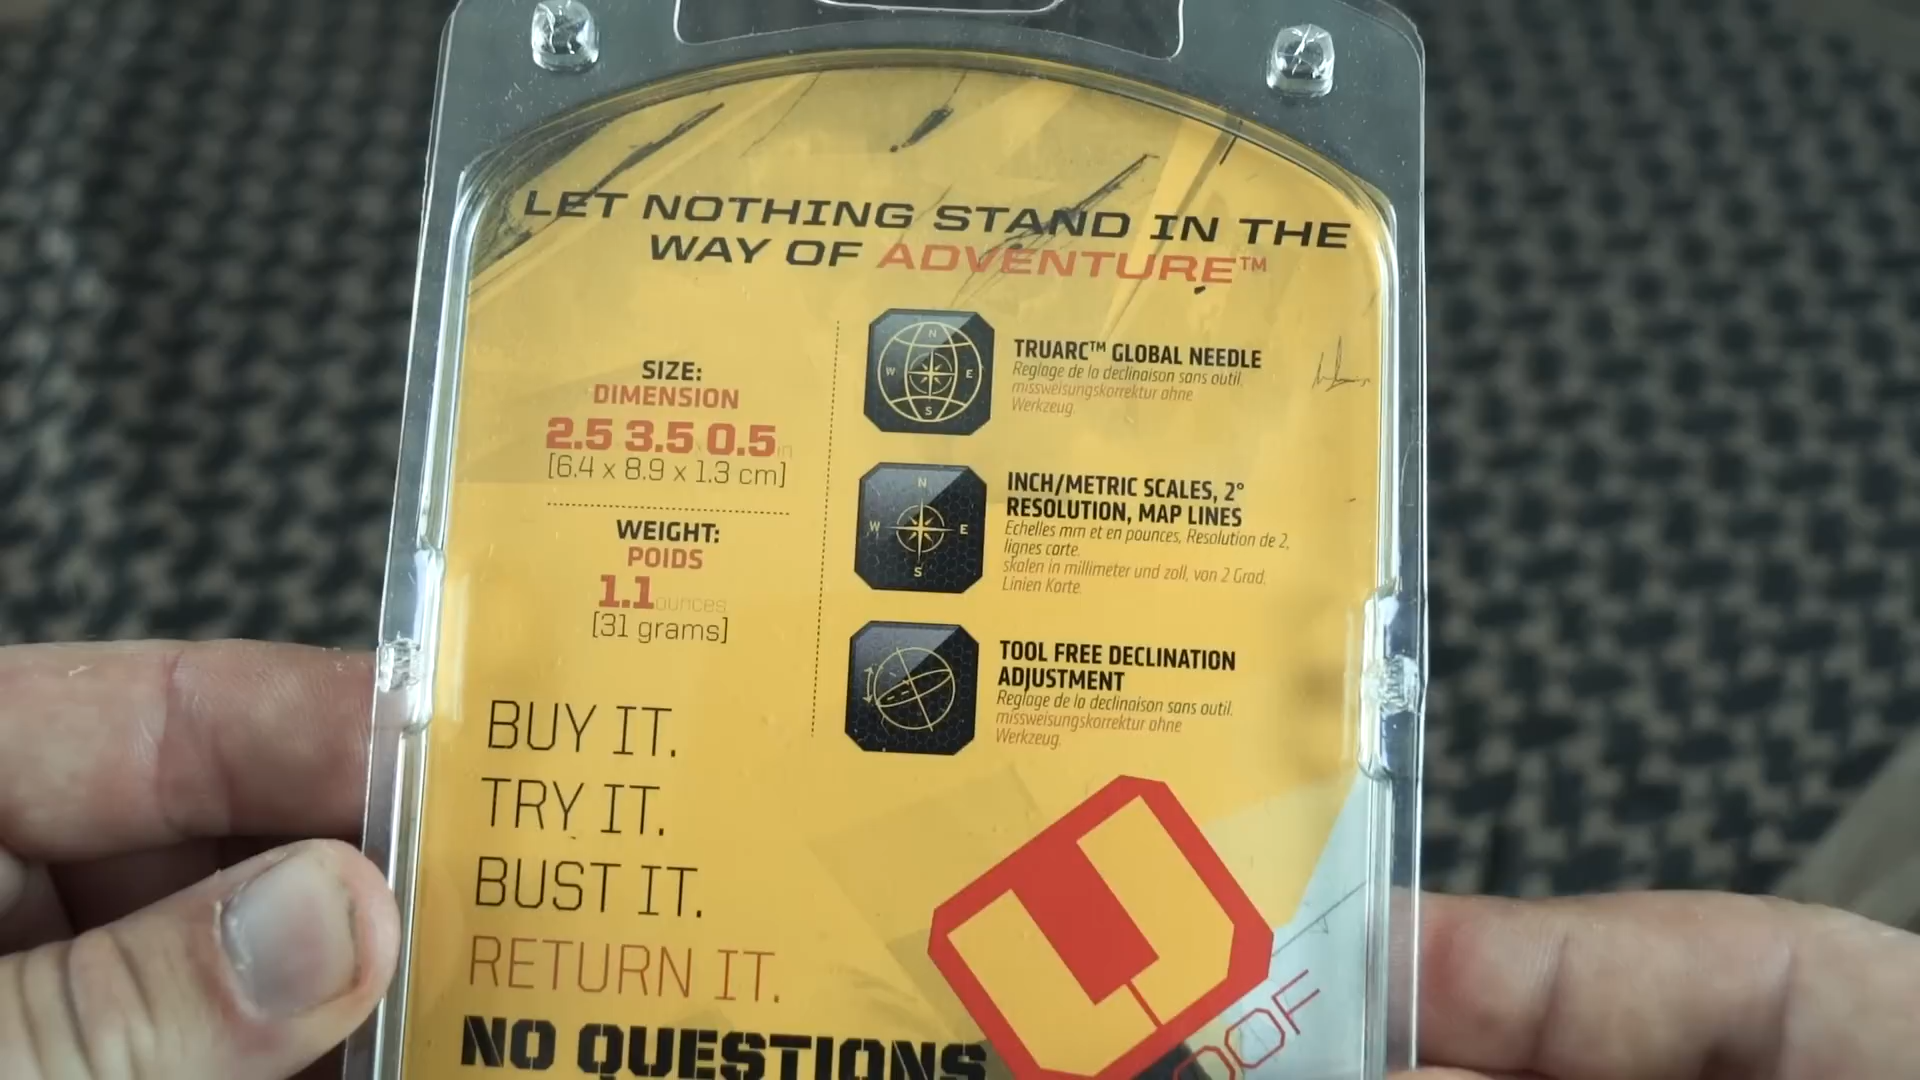 LET NOTHING STAND IN THE
WAY OF ADVENTURE™
SIZE:
DIMENSION
2.5 3.5 0.5 in
[6.4 x 8.9 x 1.3 cm]
WEIGHT:
POIDS
1.1 ounces
[31 grams]
N
W E
S
TRUARC™ GLOBAL NEEDLE
Reglage de la declinaison sans outil.
missweisungskorrektur ohne
Werkzeug.
N
W E
S
INCH/METRIC SCALES, 2°
RESOLUTION, MAP LINES
Echelles mm et en pounces, Resolution de 2,
lignes carte.
skalen in millimeter und zoll, von 2 Grad.
Linien Karte.
TOOL FREE DECLINATION
ADJUSTMENT
Reglage de la declinaison sans outil.
missweisungskorrektur ohne
Werkzeug.
BUY IT.
TRY IT.
BUST IT.
RETURN IT.
NO QUESTIONS